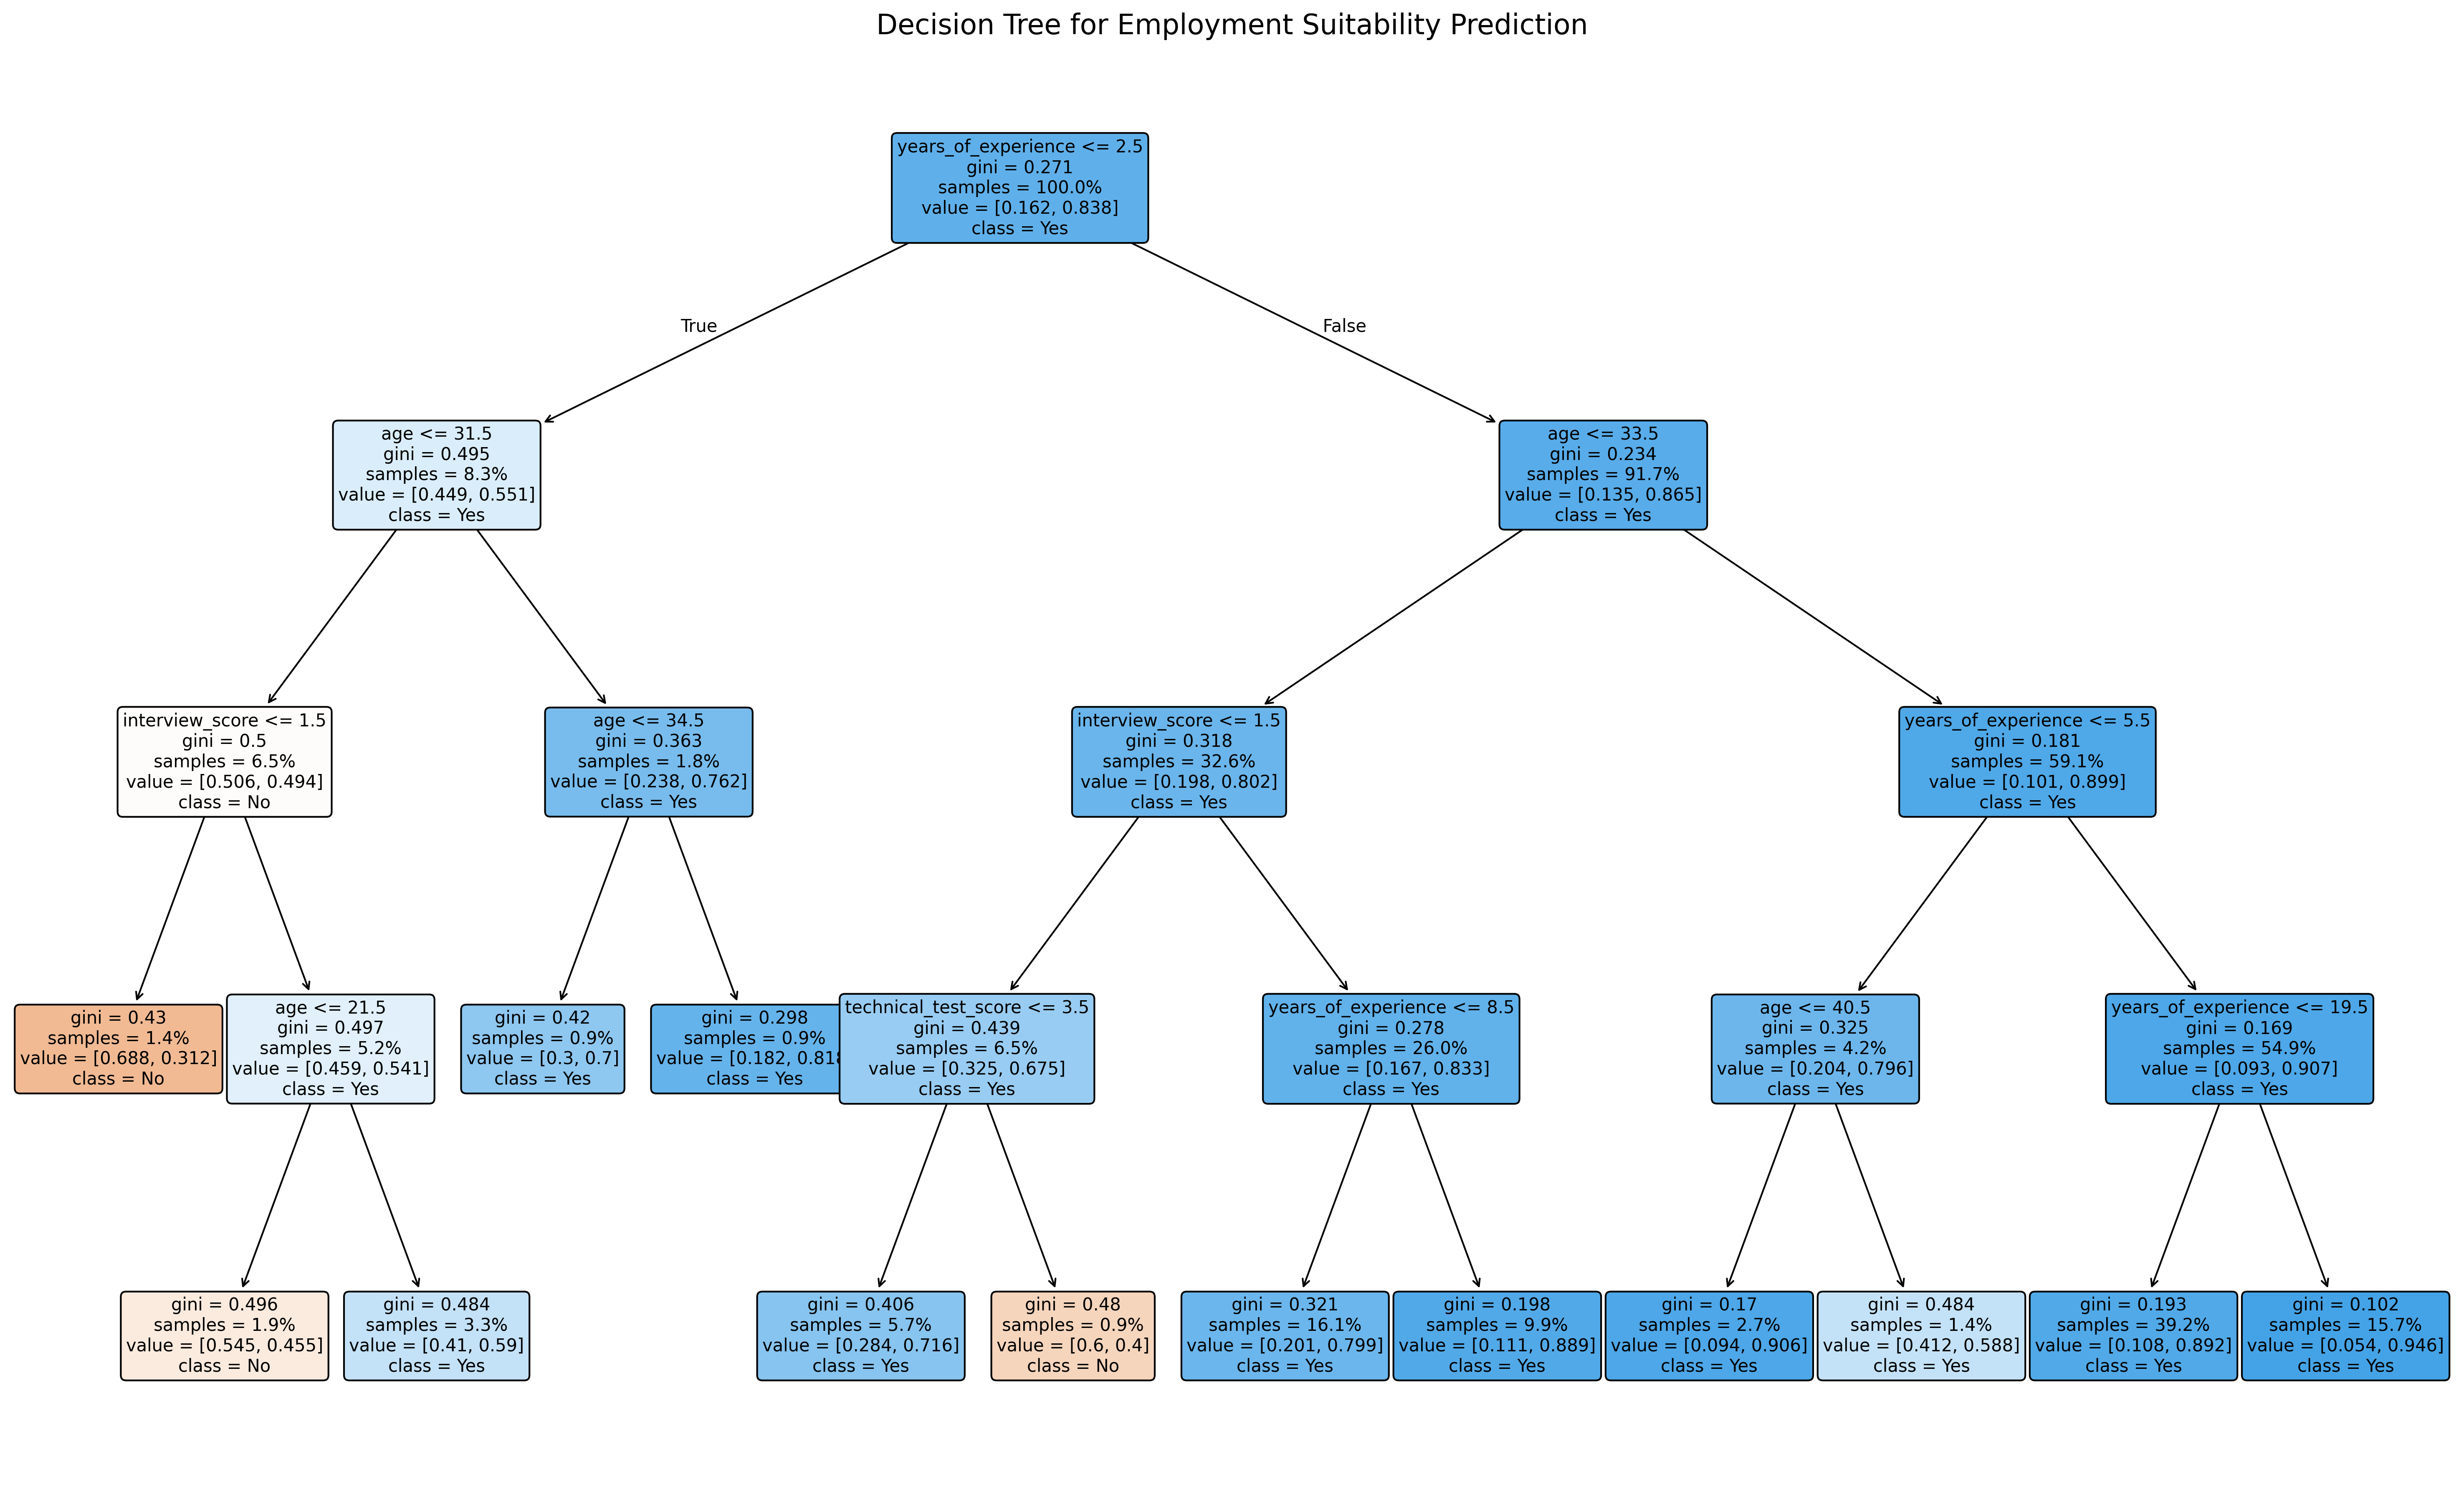 Decision Tree for Employment Suitability Prediction
years_of_experience <= 2.5
gini = 0.271
samples = 100.0%
value = [0.162, 0.838]
class = Yes
True
False
age <= 31.5
gini = 0.495
samples = 8.3%
value = [0.449, 0.551]
class = Yes
age <= 33.5
gini = 0.234
samples = 91.7%
value = [0.135, 0.865]
class = Yes
interview_score <= 1.5
gini = 0.5
samples = 6.5%
value = [0.506, 0.494]
class = No
age <= 34.5
gini = 0.363
samples = 1.8%
value = [0.238, 0.762]
class = Yes
interview_score <= 1.5
gini = 0.318
samples = 32.6%
value = [0.198, 0.802]
class = Yes
years_of_experience <= 5.5
gini = 0.181
samples = 59.1%
value = [0.101, 0.899]
class = Yes
gini = 0.43
samples = 1.4%
value = [0.688, 0.312]
class = No
age <= 21.5
gini = 0.497
samples = 5.2%
value = [0.459, 0.541]
class = Yes
gini = 0.42
samples = 0.9%
value = [0.3, 0.7]
class = Yes
gini = 0.298
samples = 0.9%
value = [0.182, 0.818
class = Yes
technical_test_score <= 3.5
gini = 0.439
samples = 6.5%
value = [0.325, 0.675]
class = Yes
years_of_experience <= 8.5
gini = 0.278
samples = 26.0%
value = [0.167, 0.833]
class = Yes
age <= 40.5
gini = 0.325
samples = 4.2%
value = [0.204, 0.796]
class = Yes
years_of_experience <= 19.5
gini = 0.169
samples = 54.9%
value = [0.093, 0.907]
class = Yes
gini = 0.496
samples = 1.9%
value = [0.545, 0.455]
class = No
gini = 0.484
samples = 3.3%
value = [0.41, 0.59]
class = Yes
gini = 0.406
samples = 5.7%
value = [0.284, 0.716]
class = Yes
gini = 0.48
samples = 0.9%
value = [0.6, 0.4]
class = No
gini = 0.321
samples = 16.1%
value = [0.201, 0.799]
class = Yes
gini = 0.198
samples = 9.9%
value = [0.111, 0.889]
class = Yes
gini = 0.17
samples = 2.7%
value = [0.094, 0.906]
class = Yes
gini = 0.484
samples = 1.4%
value = [0.412, 0.588]
class = Yes
gini = 0.193
samples = 39.2%
value = [0.108, 0.892]
class = Yes
gini = 0.102
samples = 15.7%
value = [0.054, 0.946]
class = Yes